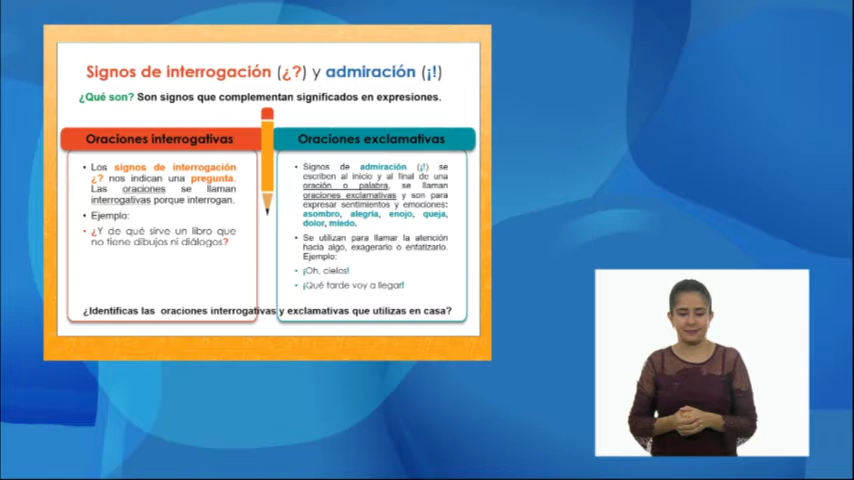 Signos de interrogación (¿?) y admiración (¡!)
¿Qué son? Son signos que complementan significados en expresiones.
Oraciones interrogativas
• Los signos de interrogación
¿? nos indican una pregunta.
Las oraciones se llaman
interrogativas porque interrogan.
• Ejemplo:
• ¿Y de qué sirve un libro que
no tiene dibujos ni diálogos?
Oraciones exclamativas
• Signos de admiración (¡!) se
escriben al inicio y al final de una
oración o palabra, se llaman
oraciones exclamativas y son para
expresar sentimientos y emociones:
asombro, alegría, enojo, queja,
dolor, miedo.
• Se utilizan para llamar la atención
hacia algo, exagerarlo o enfatizarlo.
Ejemplo:
• ¡Oh, cielos!
• ¡Qué tarde voy a llegar!
¿Identificas las oraciones interrogativas y exclamativas que utilizas en casa?